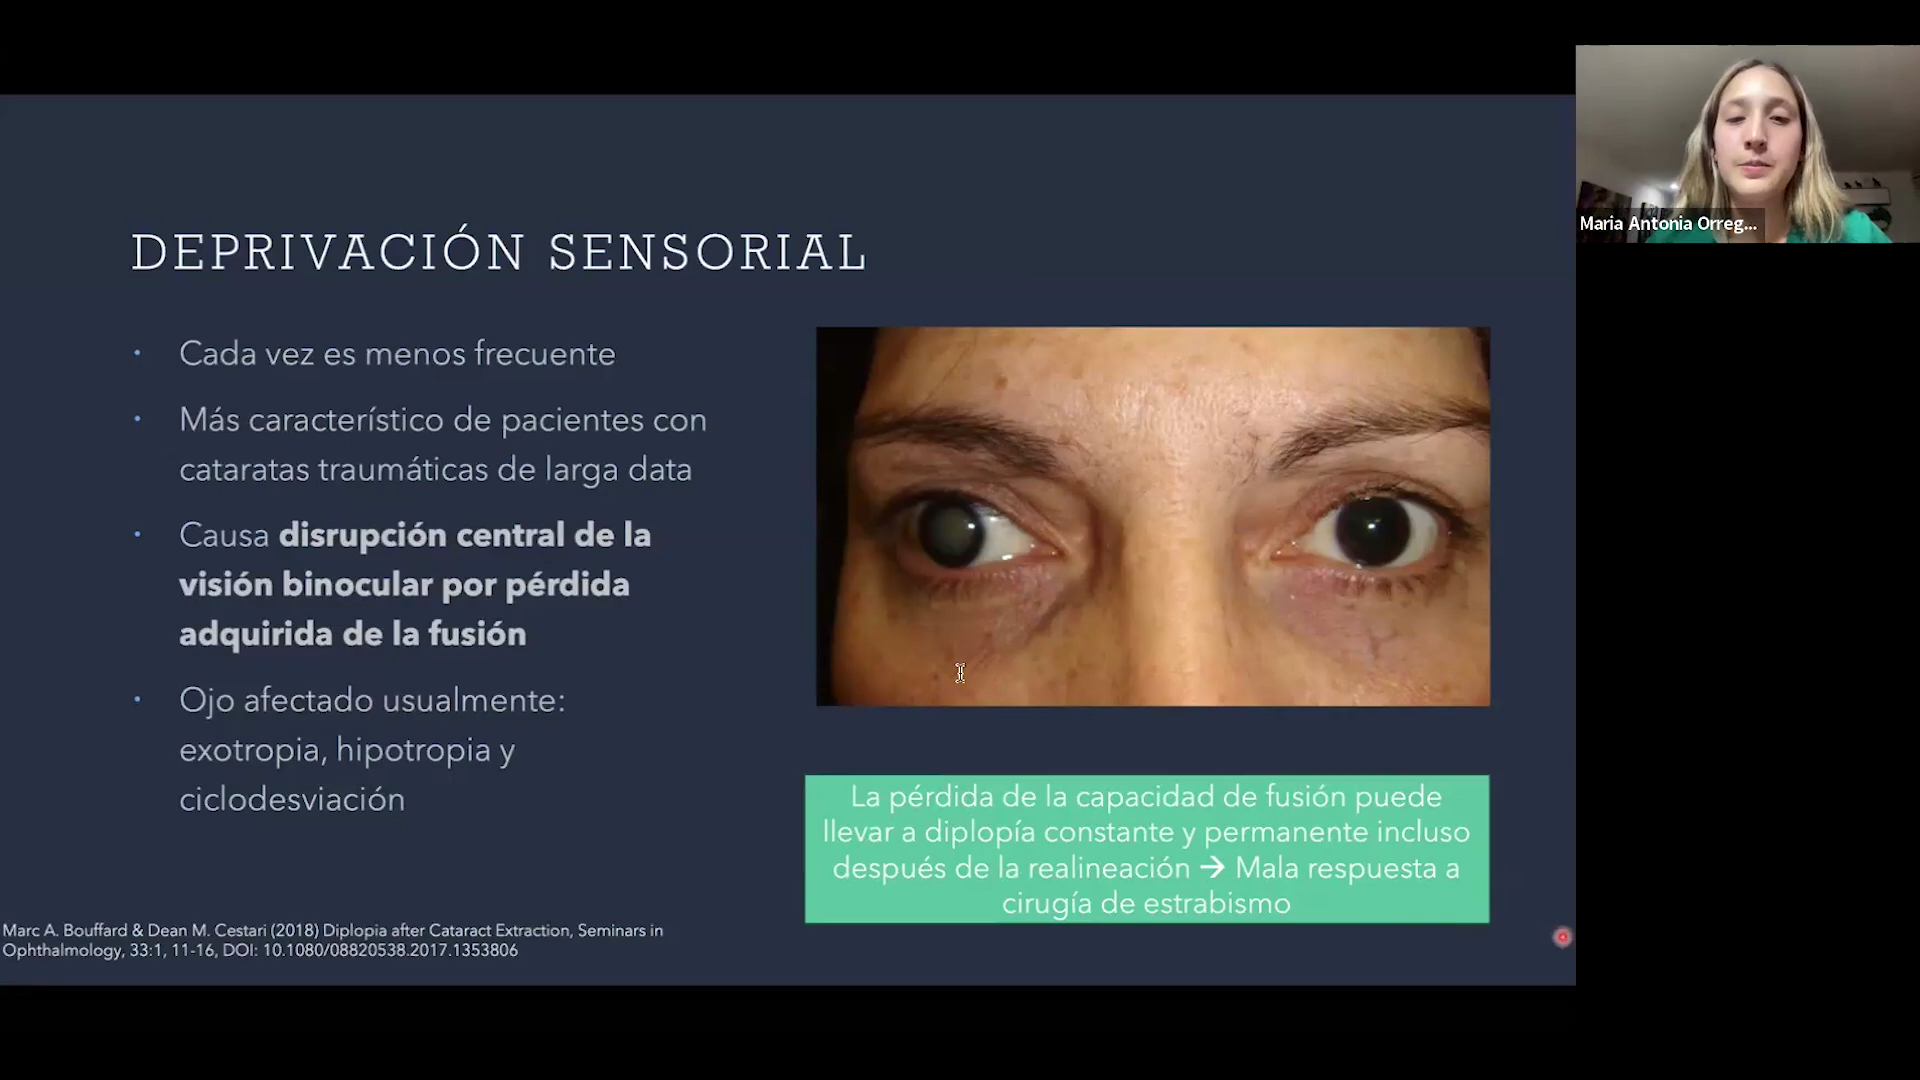 DEPRIVACIÓN SENSORIAL
• Cada vez es menos frecuente
• Más característico de pacientes con
cataratas traumáticas de larga data
• Causa disrupción central de la
visión binocular por pérdida
adquirida de la fusión
• Ojo afectado usualmente:
exotropia, hipotropia y
ciclodesviación
La pérdida de la capacidad de fusión puede
llevar a diplopía constante y permanente incluso
después de la realineación → Mala respuesta a
cirugía de estrabismo
Marc A. Bouffard & Dean M. Cestari (2018) Diplopia after Cataract Extraction, Seminars in
Ophthalmology, 33:1, 11-16, DOI: 10.1080/08820538.2017.1353806
Maria Antonia Orreg...